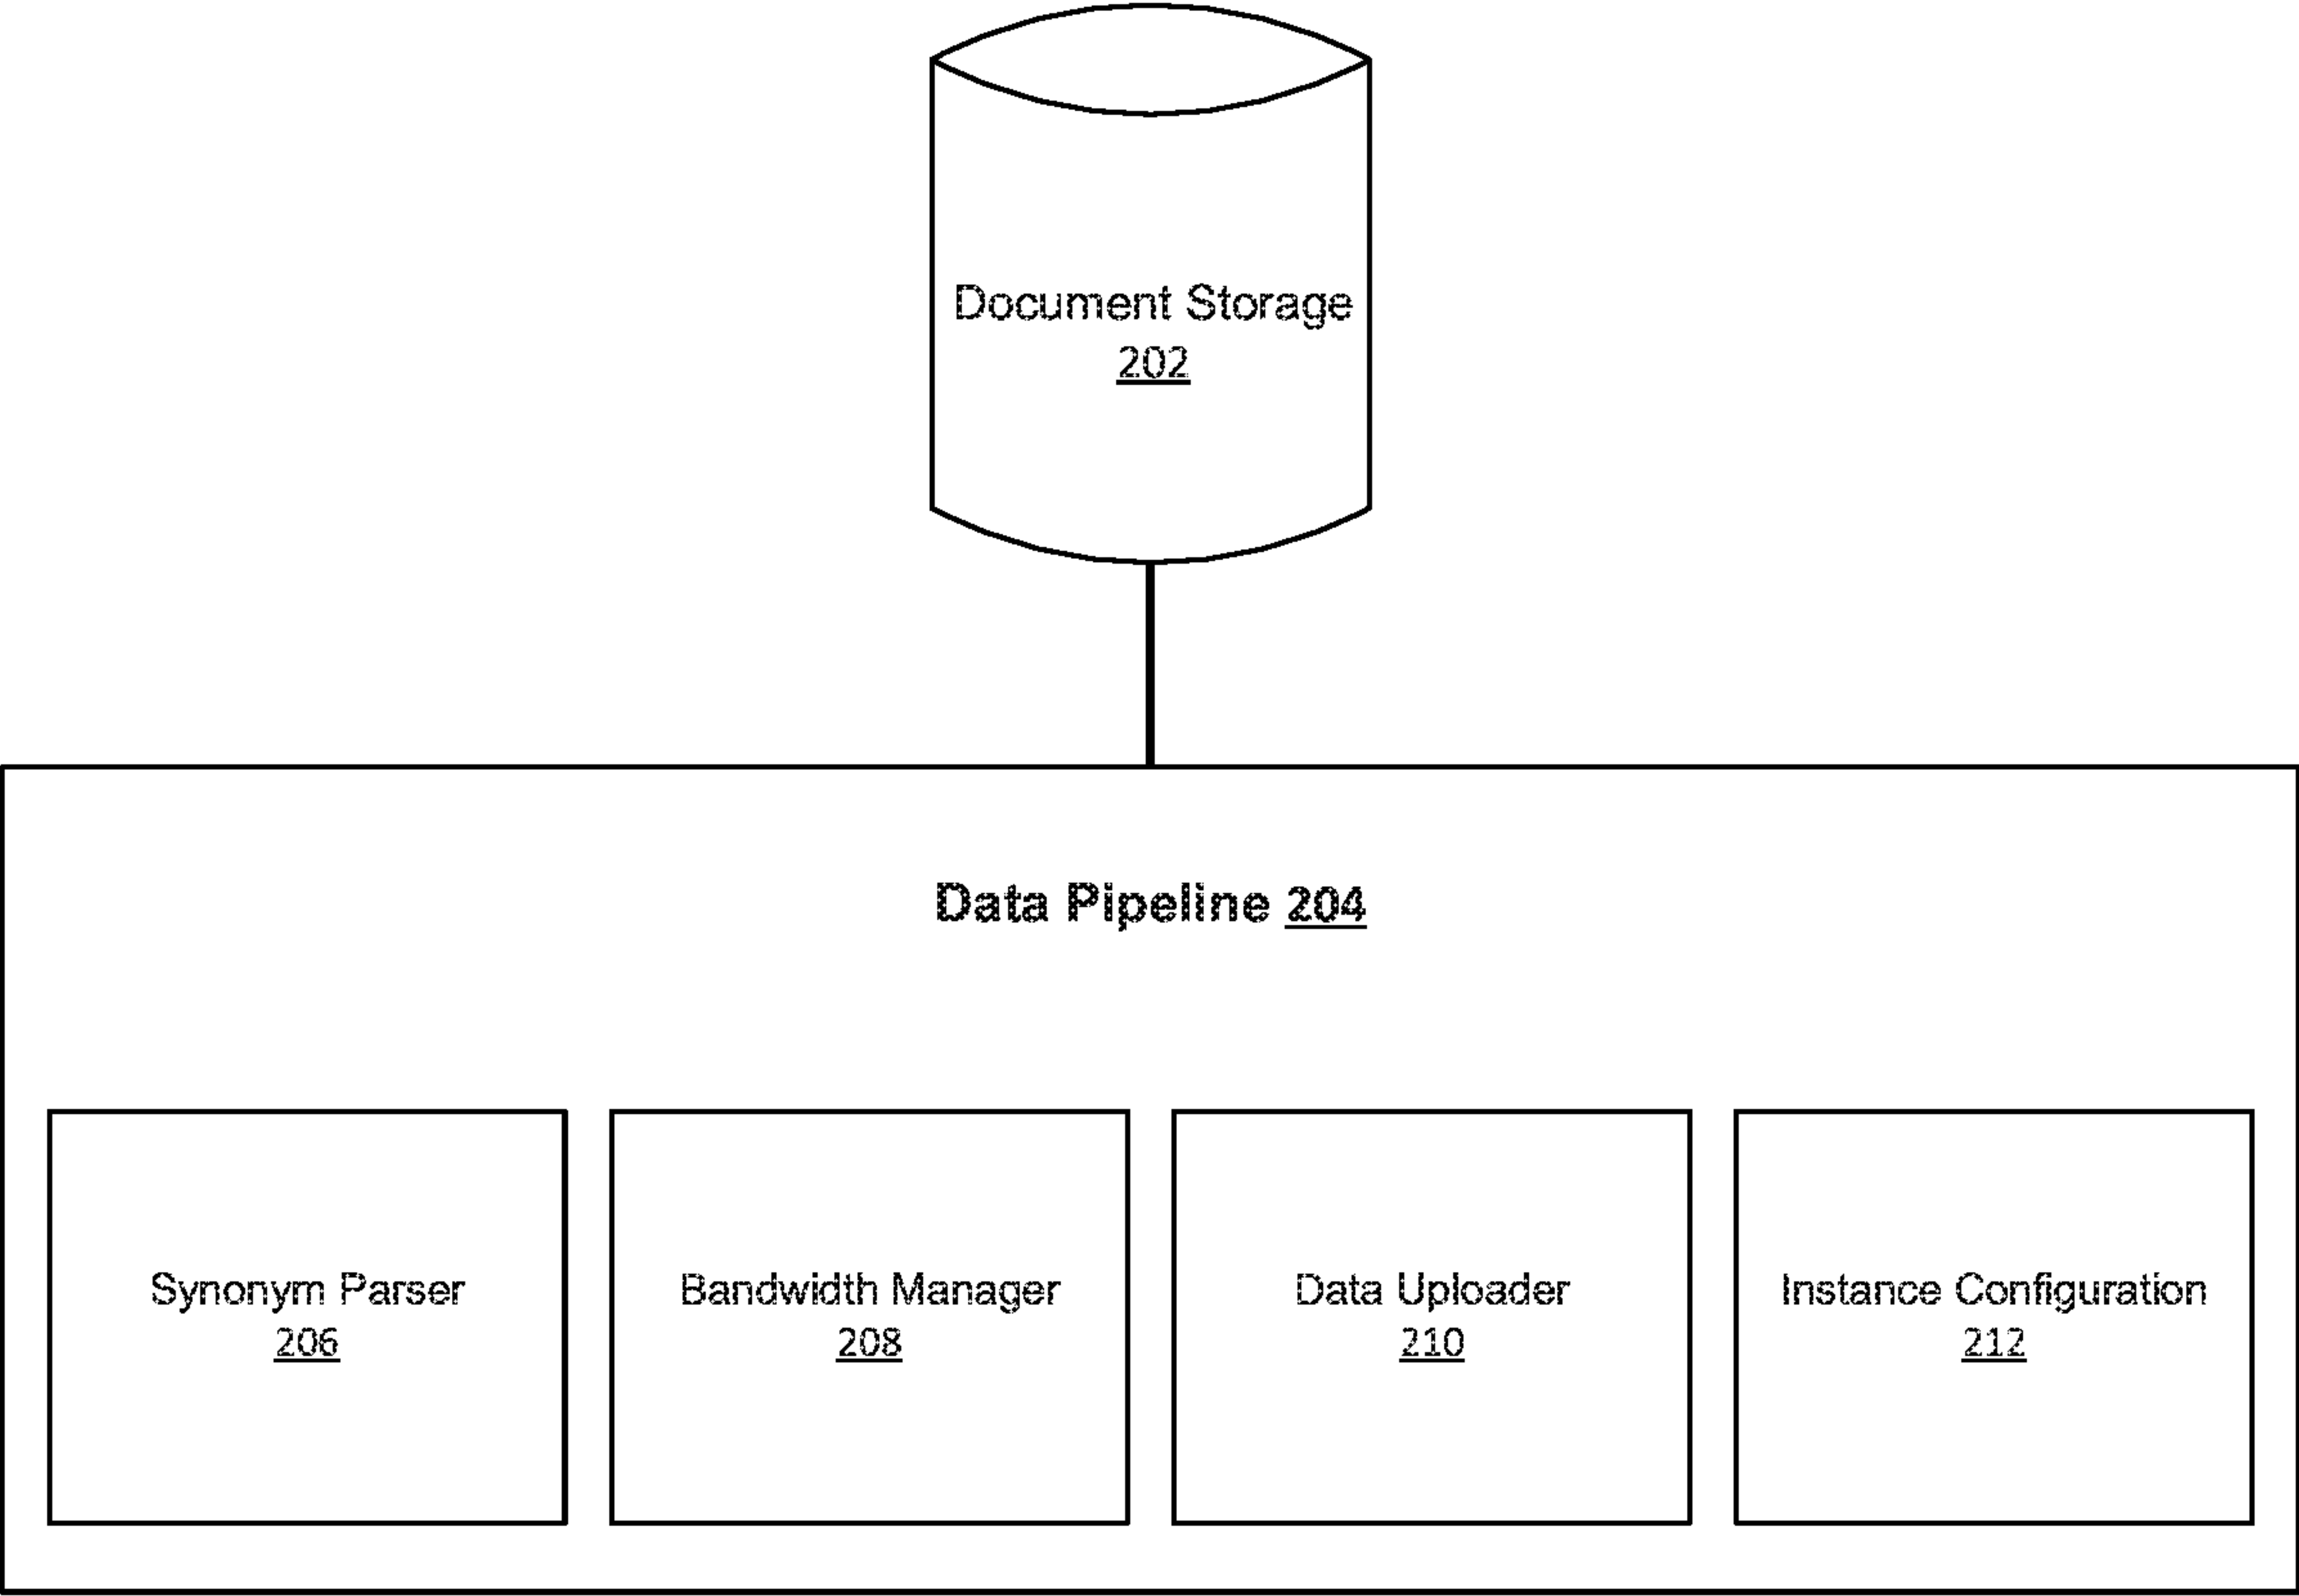 Document Storage
202
Data Pipeline 204
Synonym Parser
206
Bandwidth Manager
208
Data Uploader
210
Instance Configuration
212